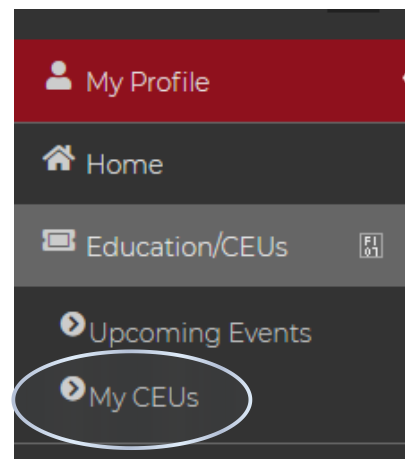 My Profile
Home
Education/CEUs
Upcoming Events
My CEUs